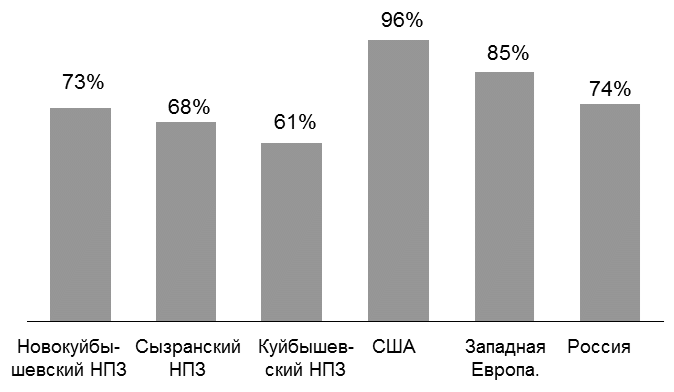 96%
85%
73%
74%
68%
61%
Новокуйбы-
шевский НПЗ
Сызранский
НПЗ
Куйбышев-
ский НПЗ
США
Западная
Европа.
Россия